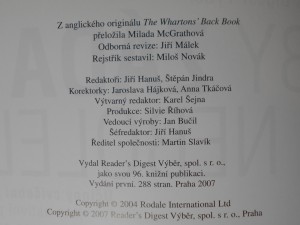 Z anglického originálu The Whartons' Back Book
přeložila Milada McGrathová
Odborná revize: Jiří Málek
Rejstřík sestavil: Miloš Novák
Redaktoři: Jiří Hanuš, Štěpán Jindra
Korektorky: Jaroslava Hájková, Anna Tkáčová
Výtvarný redaktor: Karel Šejna
Produkce: Silvie Říhová
Vedoucí výroby: Jan Bučil
Šéfredaktor: Jiří Hanuš
Ředitel společnosti: Martin Slavík
Vydal Reader's Digest Výběr, spol. s r. o.,
jako svou 96. knižní publikaci.
Vydání první. 288 stran. Praha 2007
Copyright © 2004 Rodale International Ltd
Copyright © 2007 Reader's Digest Výběr, spol. s r. o., Praha